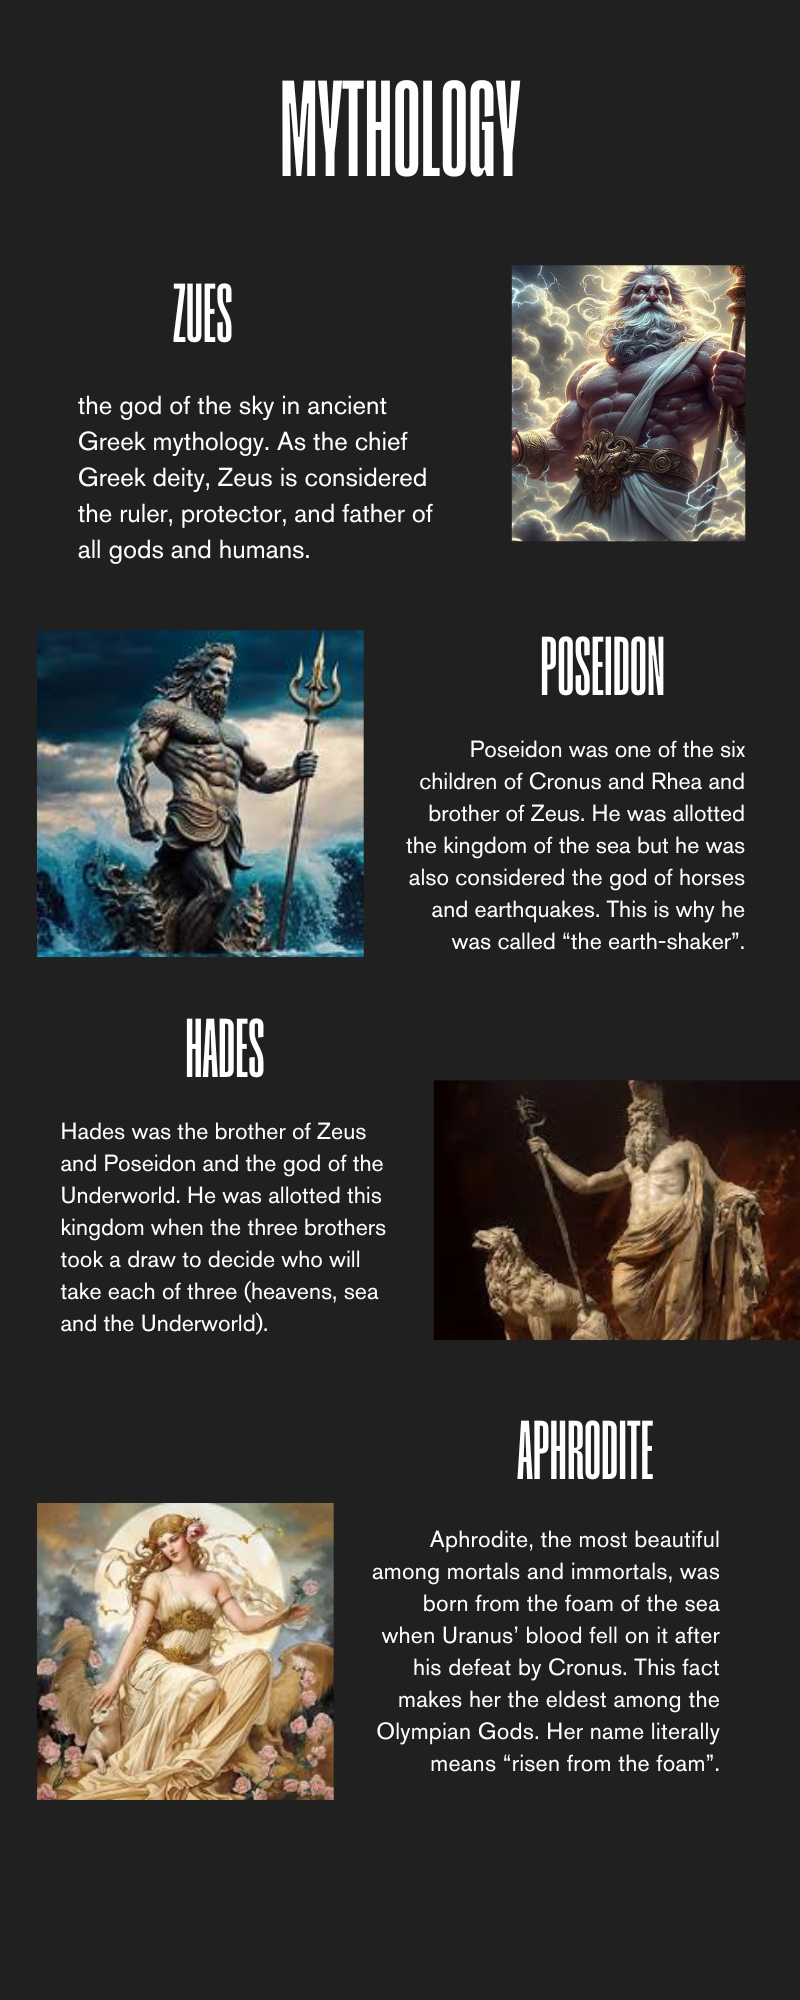 MYTHOLOGY
ZUES
the god of the sky in ancient
Greek mythology. As the chief
Greek deity, Zeus is considered
the ruler, protector, and father of
all gods and humans.
POSEIDON
Poseidon was one of the six
children of Cronus and Rhea and
brother of Zeus. He was allotted
the kingdom of the sea but he was
also considered the god of horses
and earthquakes. This is why he
was called “the earth-shaker”.
HADES
Hades was the brother of Zeus
and Poseidon and the god of the
Underworld. He was allotted this
kingdom when the three brothers
took a draw to decide who will
take each of three (heavens, sea
and the Underworld).
APHRODITE
Aphrodite, the most beautiful
among mortals and immortals, was
born from the foam of the sea
when Uranus’ blood fell on it after
his defeat by Cronus. This fact
makes her the eldest among the
Olympian Gods. Her name literally
means “risen from the foam”.